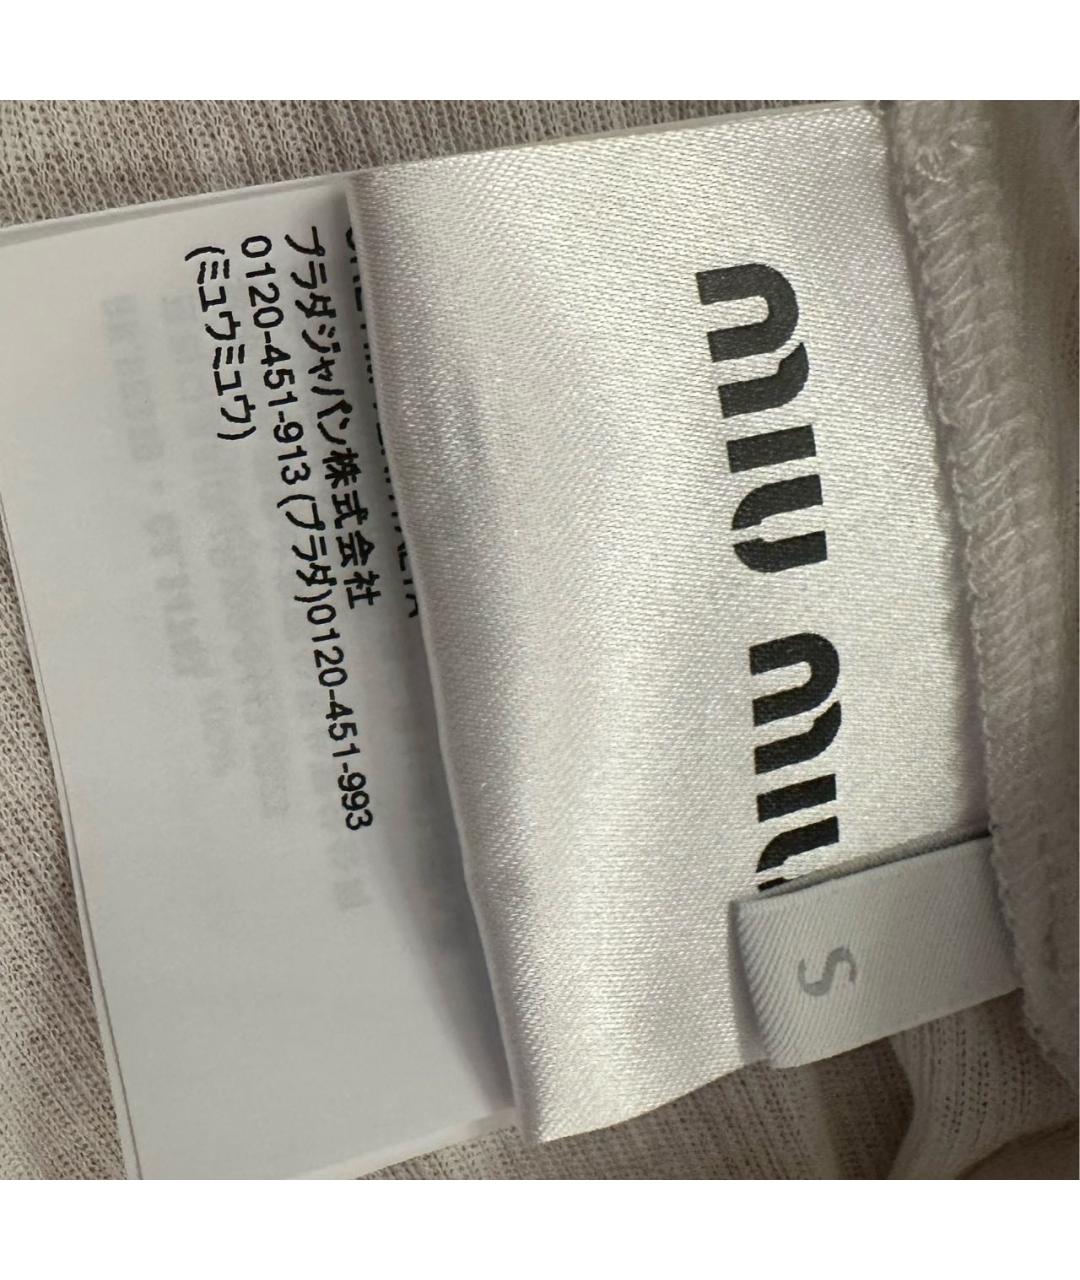 miu miu
S
プラダジャパン株式会社
0120-451-913(プラダ)0120-451-993
(ミュウミュウ)